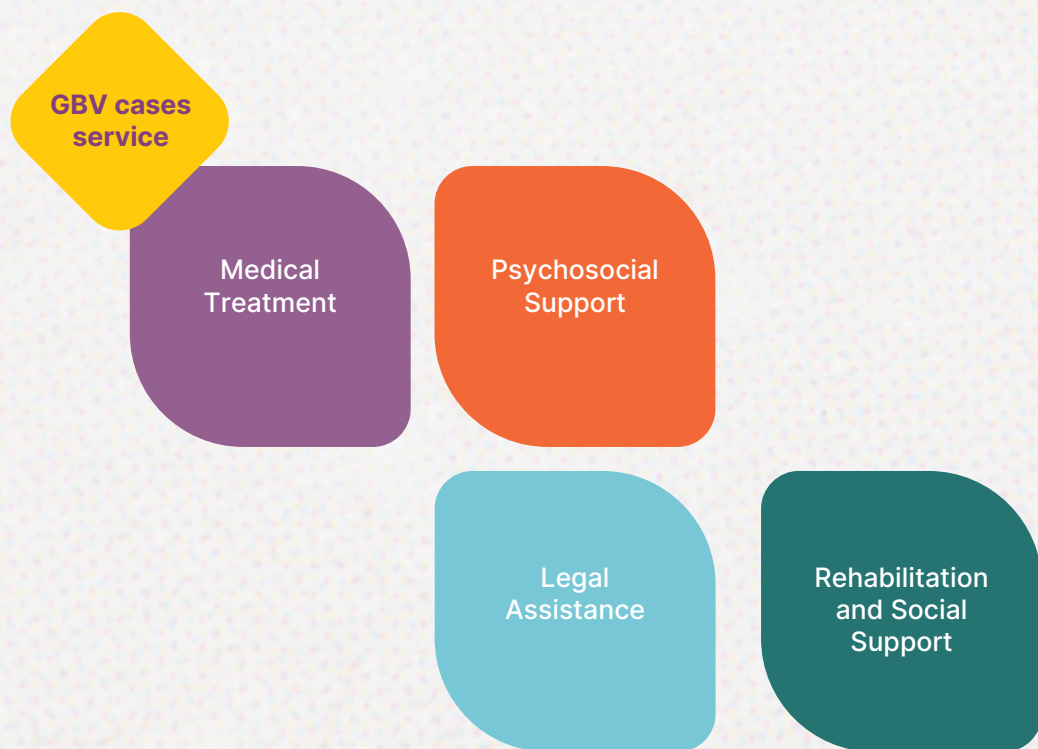 GBV cases
service
Medical
Treatment
Psychosocial
Support
Legal
Assistance
Rehabilitation
and Social
Support